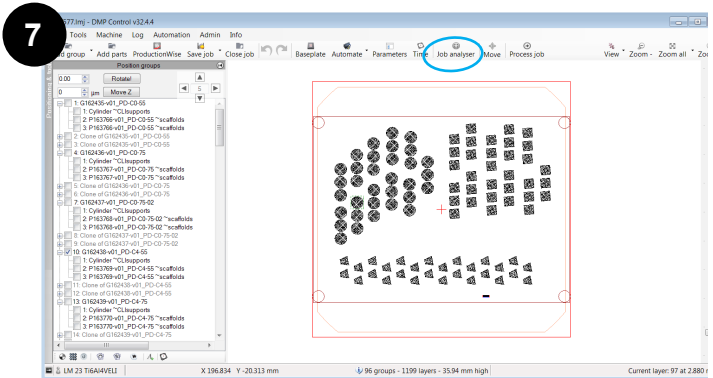 7
577.lmj - DMP Control v32.4.4
Tools Machine Log Automation Admin Info
Add group Add parts ProductionWise Save job Close job Baseplate Automate Parameters Time Job analyser Move Process job View Zoom - Zoom all
Position groups
0.00 Rotate!
0 µm Move Z 5
1: G162435-v01_PD-C0-55
1: Cylinder~CLIsupports
2: P163766-v01_PD-C0-55 ~scaffolds
3: P163766-v01_PD-C0-55 ~scaffolds
2: Clone of G162435-v01_PD-C0-55
3: Clone of G162435-v01_PD-C0-55
4: G162436-v01_PD-C0-75
1: Cylinder~CLIsupports
2: P163767-v01_PD-C0-75 ~scaffolds
3: P163767-v01_PD-C0-75 ~scaffolds
5: Clone of G162436-v01_PD-C0-75
6: Clone of G162436-v01_PD-C0-75
7: G162437-v01_PD-C0-75-02
1: Cylinder~CLIsupports
2: P163768-v01_PD-C0-75-02 ~scaffolds
3: P163768-v01_PD-C0-75-02 ~scaffolds
8: Clone of G162437-v01_PD-C0-75-02
9: Clone of G162437-v01_PD-C0-75-02
10: G162438-v01_PD-C4-55
1: Cylinder~CLIsupports
2: P163769-v01_PD-C4-55 ~scaffolds
3: P163769-v01_PD-C4-55 ~scaffolds
11: Clone of G162438-v01_PD-C4-55
12: Clone of G162438-v01_PD-C4-55
13: G162439-v01_PD-C4-75
1: Cylinder~CLIsupports
2: P163770-v01_PD-C4-75 ~scaffolds
3: P163770-v01_PD-C4-75 ~scaffolds
14: Clone of G162439-v01_PD-C4-75
LM 23 Ti6Al4VELI X 196.834 Y -20.313 mm 96 groups - 1199 layers - 35.94 mm high Current layer: 97 at 2.880